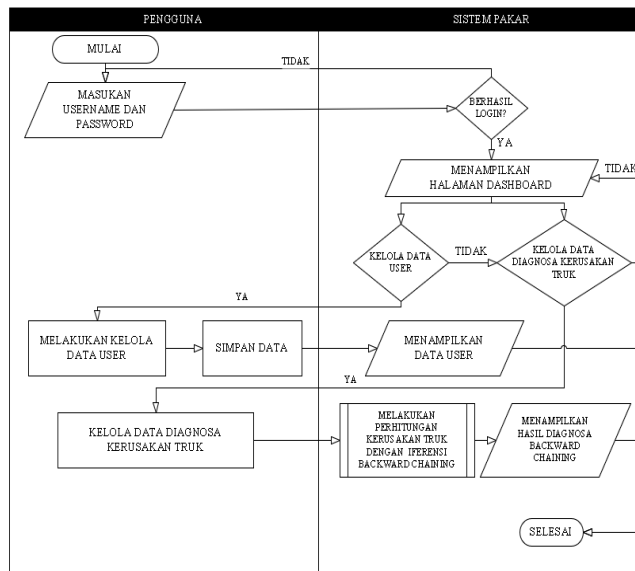 PENGGUNA
SISTEM PAKAR
MULAI
TIDAK
MASUKAN
USERNAME DAN
PASSWORD
BERHASIL
LOGIN?
YA
MENAMPILKAN
HALAMAN DASHBOARD
TIDAK
KELOLA DATA
USER
TIDAK
KELOLA DATA
DIAGNOSA KERUSAKAN
TRUK
YA
MELAKUKAN KELOLA
DATA USER
SIMPAN DATA
MENAMPILKAN
DATA USER
YA
KELOLA DATA DIAGNOSA
KERUSAKAN TRUK
MELAKUKAN
PERHITUNGAN
KERUSAKAN TRUK
DENGAN IFERENSI
BACKWARD CHAINING
MENAMPILKAN
HASIL DIAGNOSA
BACKWARD
CHAINING
SELESAI